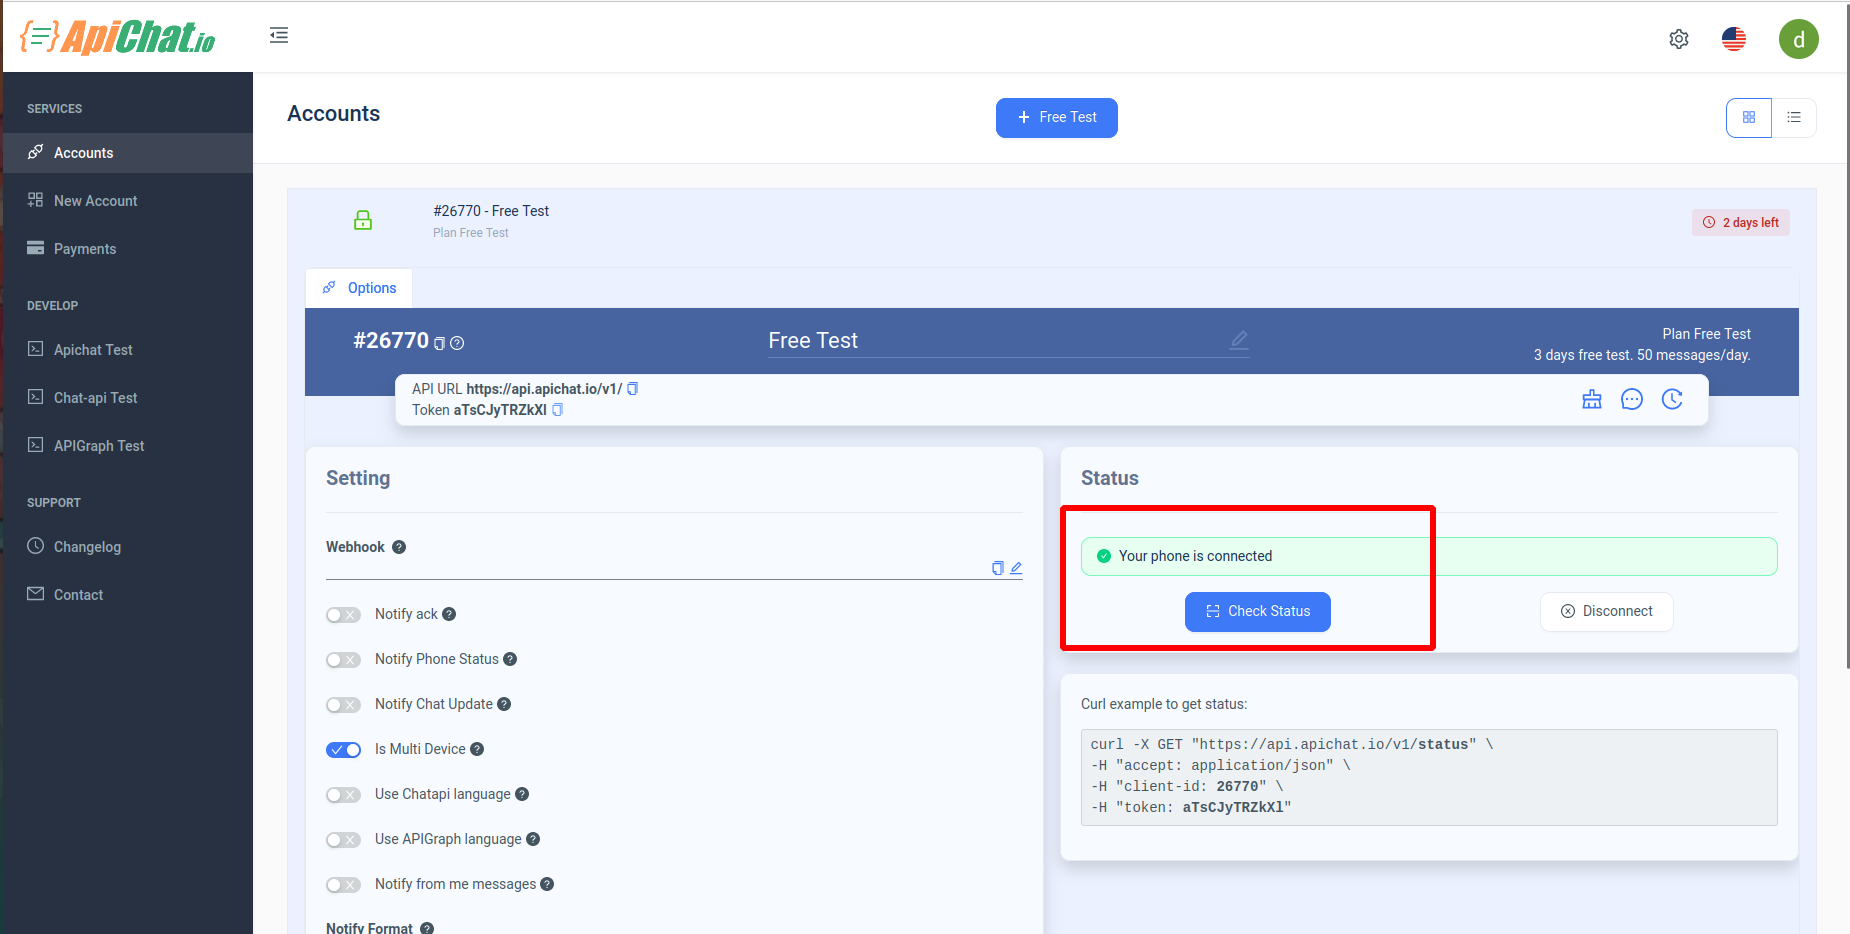 {=}ApiChat.io
d
SERVICES
Accounts
New Account
Payments
DEVELOP
Apichat Test
Chat-api Test
APIGraph Test
SUPPORT
Changelog
Contact
Accounts
+ Free Test
#26770 - Free Test
Plan Free Test
2 days left
Options
#26770
Free Test
Plan Free Test
3 days free test. 50 messages/day.
API URL https://api.apichat.io/v1/
Token aTsCJyTRZkXl
Setting
Webhook
Notify ack
Notify Phone Status
Notify Chat Update
Is Multi Device
Use Chatapi language
Use APIGraph language
Notify from me messages
Notify Format
Status
Your phone is connected
Check Status
Disconnect
Curl example to get status:
curl -X GET "https://api.apichat.io/v1/status" \
-H "accept: application/json" \
-H "client-id: 26770" \
-H "token: aTsCJyTRZkXl"